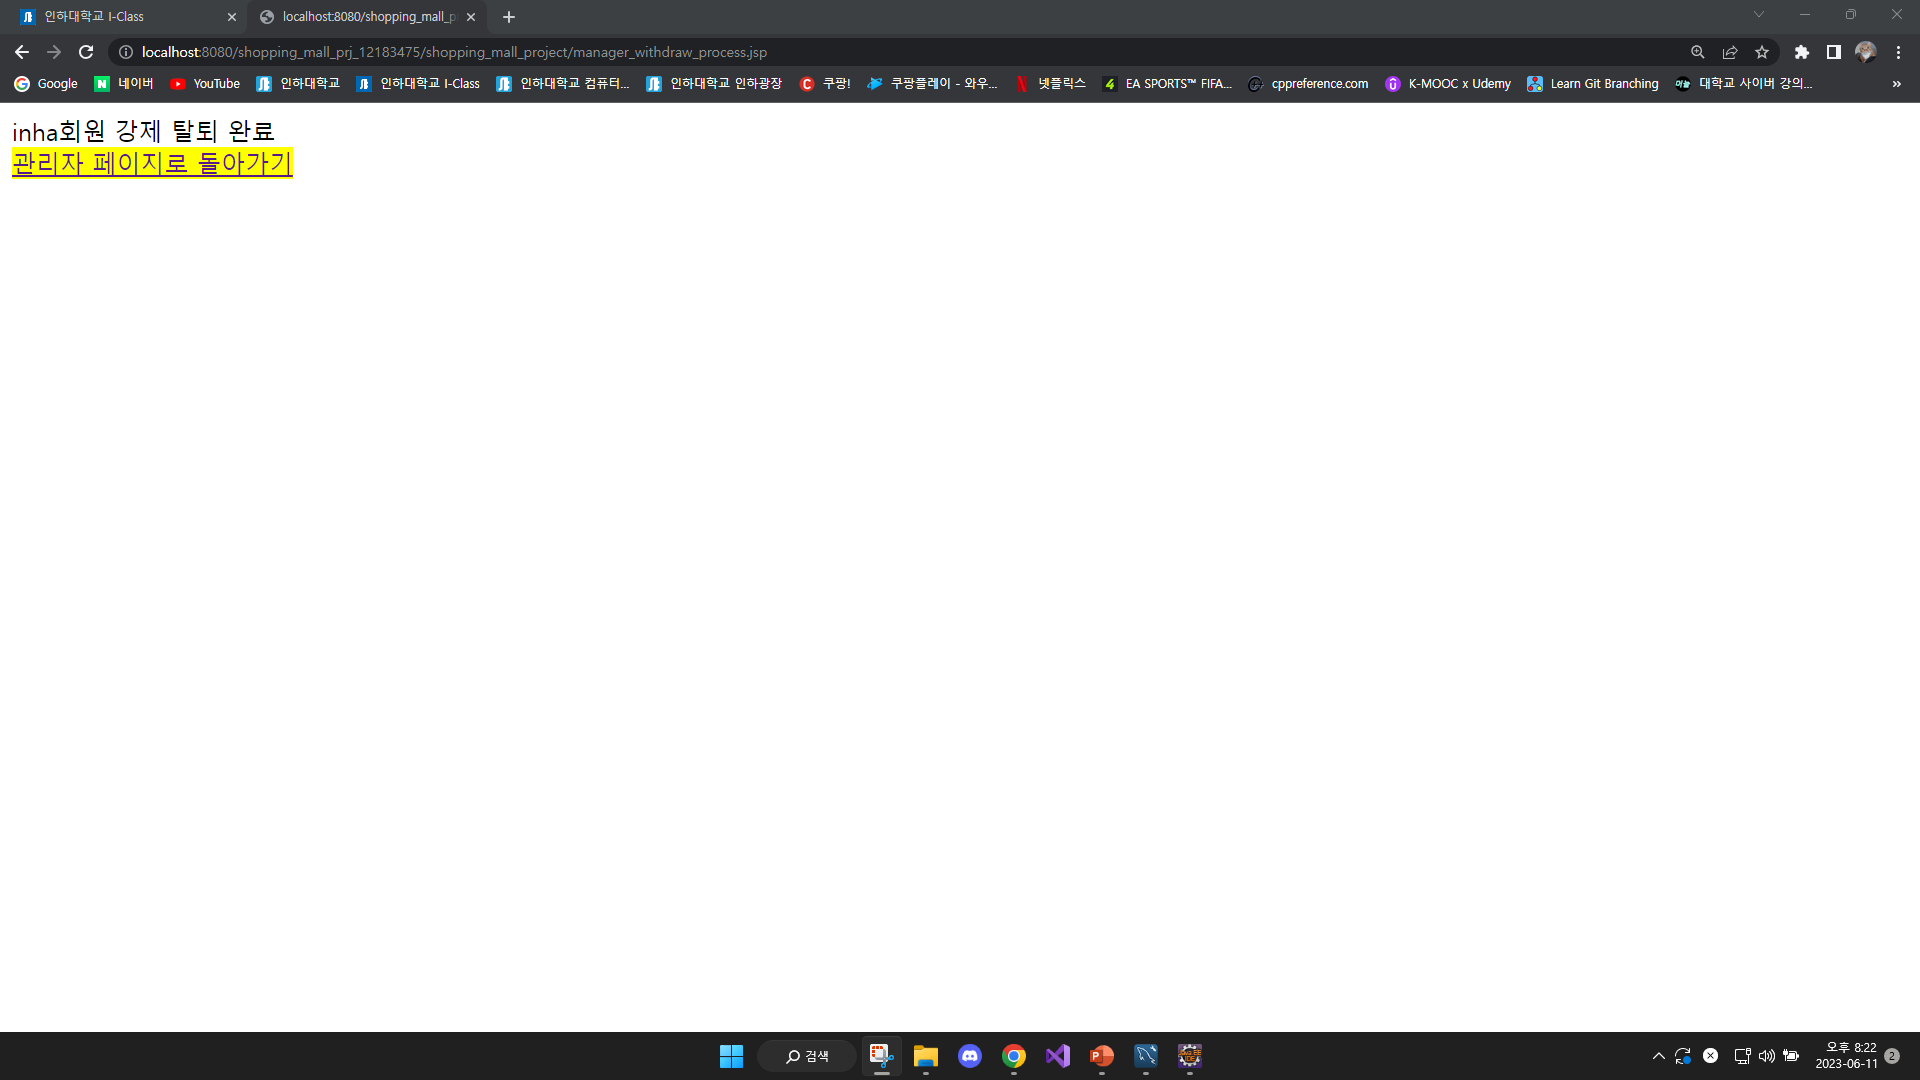 인하대학교 I-Class
localhost:8080/shopping_mall_p
localhost:8080/shopping_mall_prj_12183475/shopping_mall_project/manager_withdraw_process.jsp
Google 네이버 YouTube 인하대학교 인하대학교 I-Class 인하대학교 컴퓨터... 인하대학교 인하광장 쿠팡! 쿠팡플레이 - 와우... 넷플릭스 EA SPORTS™ FIFA... cppreference.com K-MOOC x Udemy Learn Git Branching 대학교 사이버 강의... »
inha회원 강제 탈퇴 완료
관리자 페이지로 돌아가기
검색
오후 8:22
2023-06-11
2